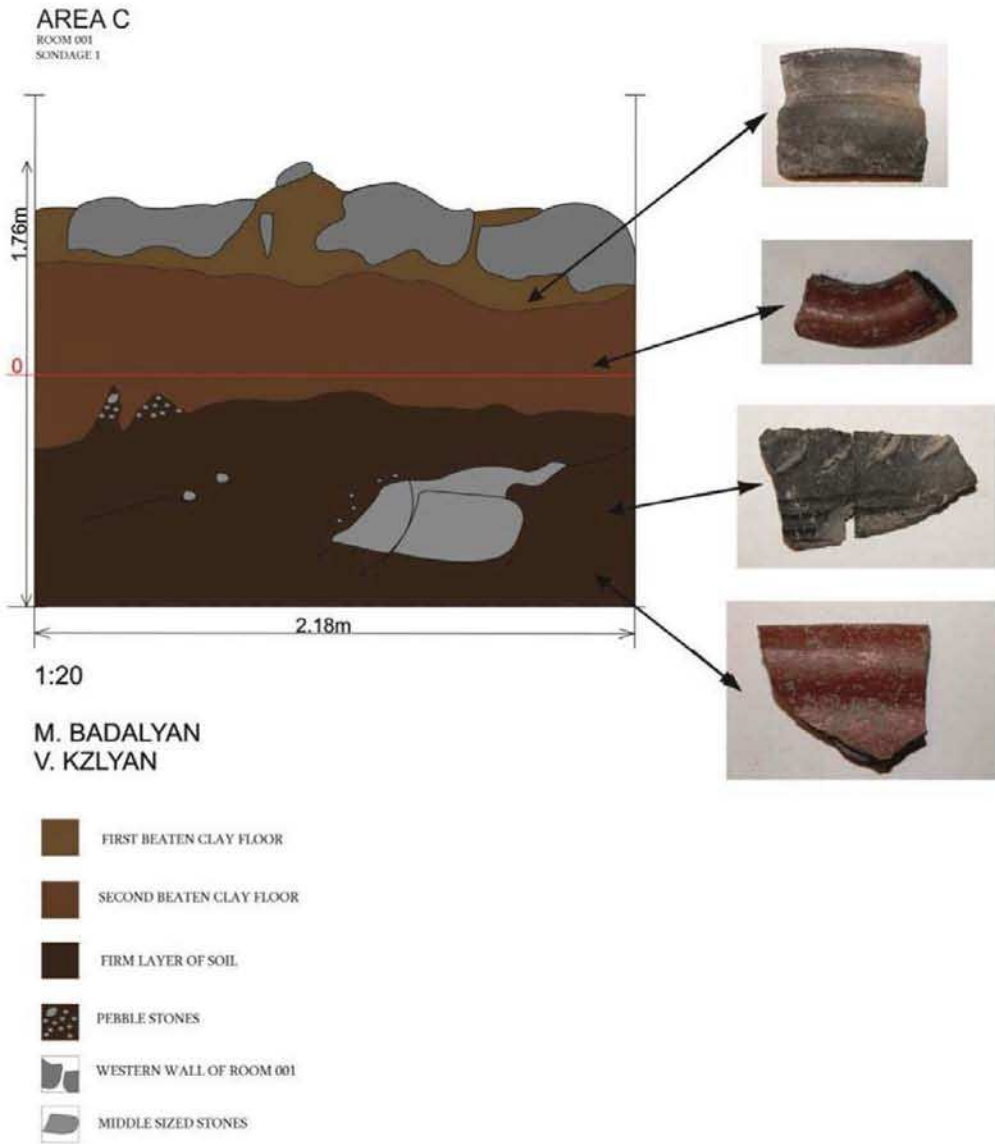 AREA C
ROOM 001
SONDAGE 1
1.76m
0
2.18m
1:20
M. BADALYAN
V. KZLYAN
FIRST BEATEN CLAY FLOOR
SECOND BEATEN CLAY FLOOR
FIRM LAYER OF SOIL
PEBBLE STONES
WESTERN WALL OF ROOM 001
MIDDLE SIZED STONES